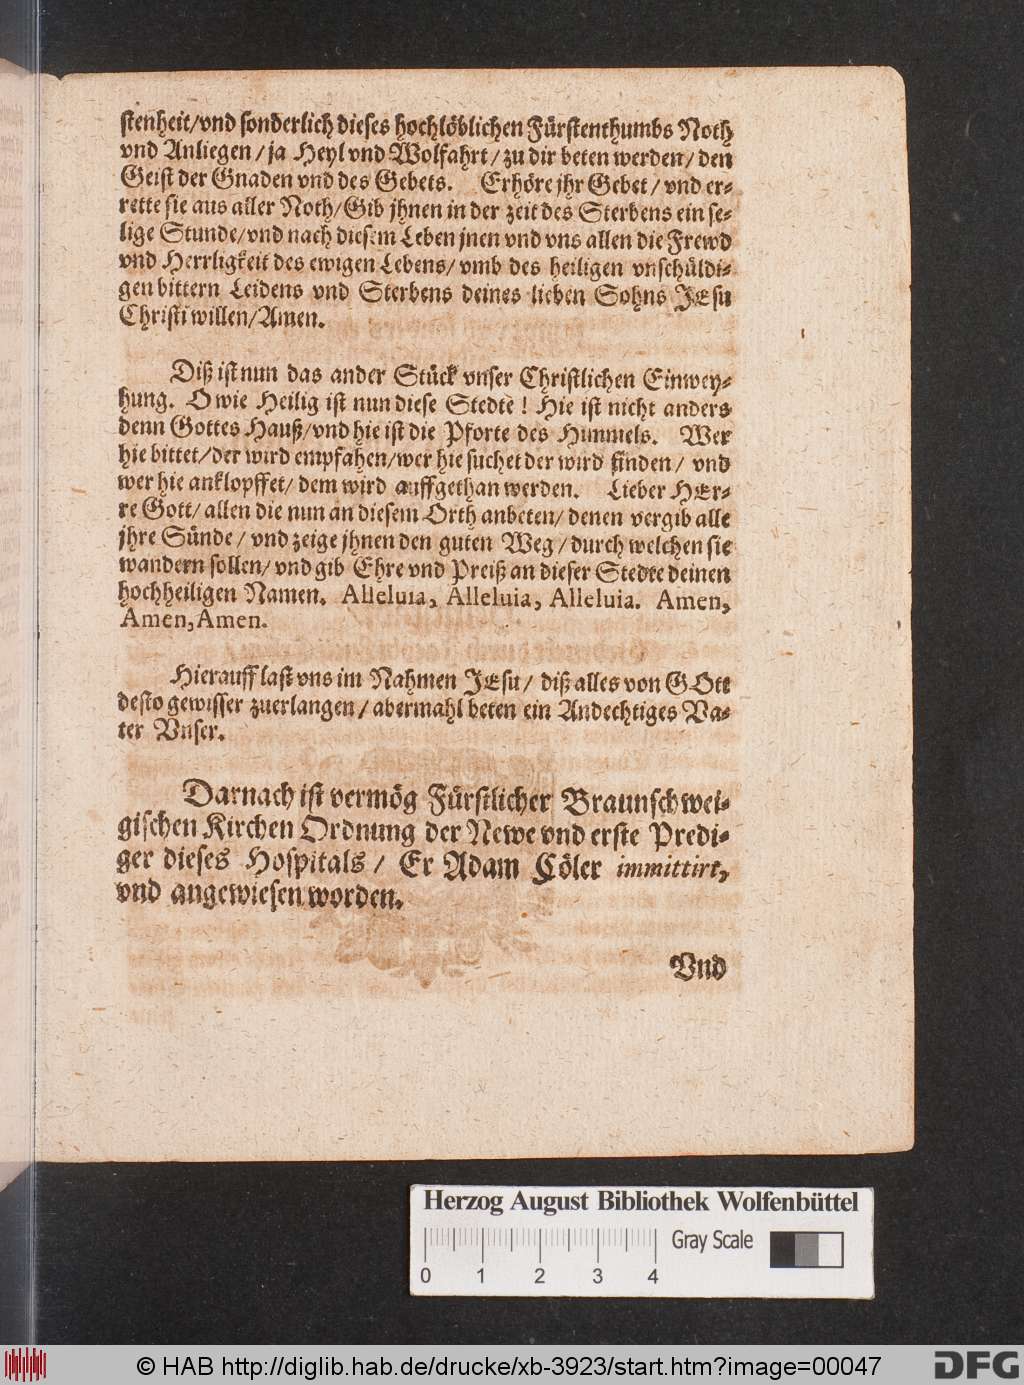 stenheit/vnd sonderlich dieses hochlöblichen Fürstenthumbs Noth
vnd Anliegen/ja Heyl vnd Wolfahrt/zu dir beten werden/den
Geist der Gnaden vnd des Gebets. Erhöre jhr Gebet/vnd er-
rette sie aus aller Noth/Gib jhnen in der zeit des Sterbens ein se-
lige Stunde/vnd nach diesem Leben jnen vnd vns allen die Frewd
vnd Herrligkeit des ewigen Lebens/vmb des heiligen vnschüldi-
gen bittern Leidens vnd Sterbens deines lieben Sohns JEsu
Christi willen/Amen.
Diß ist nun das ander Stück vnser Christlichen Einwey-
hung. O wie Heilig ist nun diese Stedte! Hie ist nicht anders
denn Gottes Hauß/vnd hie ist die Pforte des Himmels. Wer
hie bittet/der wird empfahen/wer hie suchet der wird finden/vnd
wer hie anklopffet/dem wird auffgethan werden. Lieber HEr-
re Gott/allen die nun an diesem Orth anbeten/denen vergib alle
jhre Sünde/vnd zeige jhnen den guten Weg/durch welchen sie
wandern sollen/vnd gib Ehre vnd Preiß an dieser Stedte deinen
hochheiligen Namen. Alleluia, Alleluia, Alleluia. Amen,
Amen, Amen.
Hierauff last vns im Nahmen JEsu/diß alles von GOtt
desto gewisser zuerlangen/abermahl beten ein Andechtiges Va-
ter Vnser.
Darnach ist vermög Fürstlicher Braunschwei-
gischen Kirchen Ordnung der Newe vnd erste Predi-
ger dieses Hospitals/Er Adam Cöler immittirt,
vnd angewiesen worden.
Vnd
Herzog August Bibliothek Wolfenbüttel
Gray Scale
0 1 2 3 4
© HAB http://diglib.hab.de/drucke/xb-3923/start.htm?image=00047
DFG